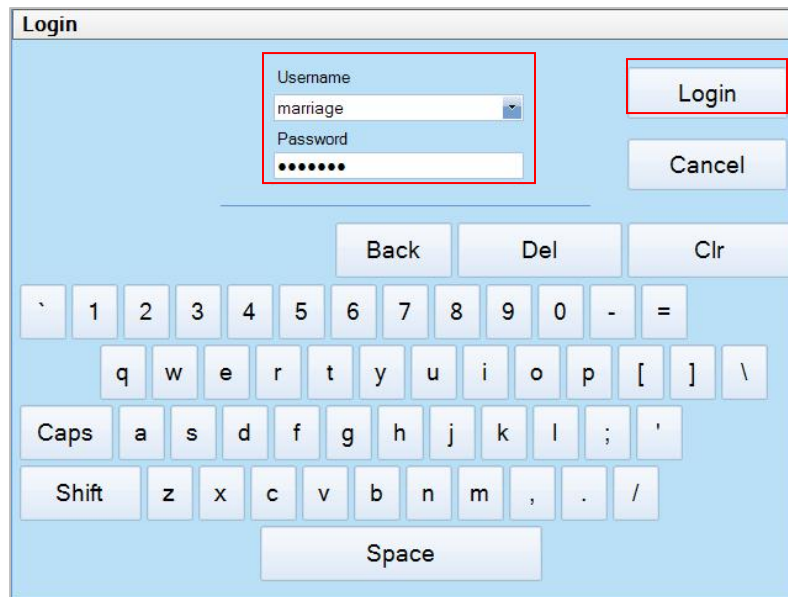 Login
Username
marriage
Login
Password
•••••••
Cancel
Back Del Clr
` 1 2 3 4 5 6 7 8 9 0 - =
q w e r t y u i o p [ ] \
Caps a s d f g h j k l ; '
Shift z x c v b n m , . /
Space